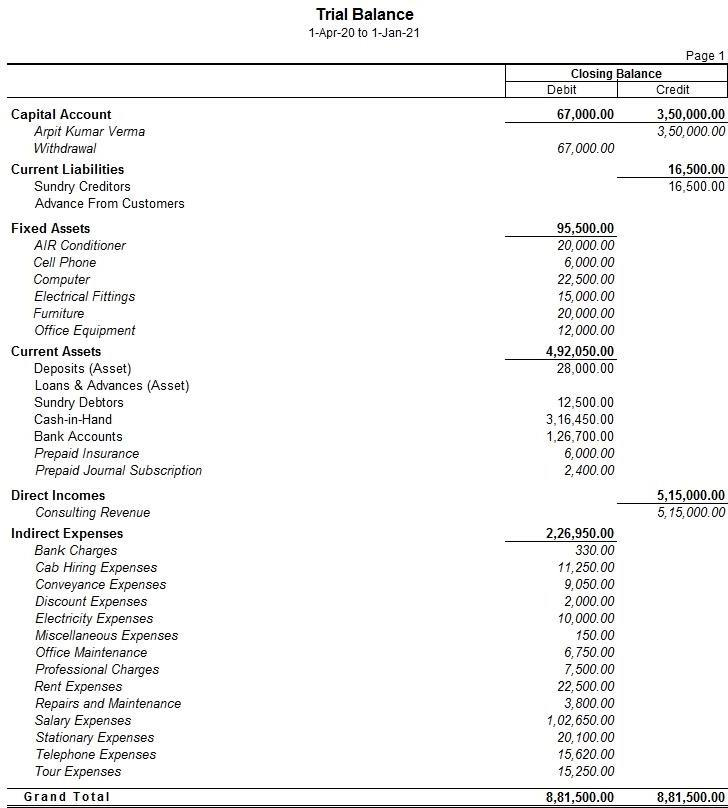 Trial Balance
1-Apr-20 to 1-Jan-21
Page 1
Closing Balance
Debit Credit
Capital Account 67,000.00 3,50,000.00
Arpit Kumar Verma 3,50,000.00
Withdrawal 67,000.00
Current Liabilities 16,500.00
Sundry Creditors 16,500.00
Advance From Customers
Fixed Assets 95,500.00
AIR Conditioner 20,000.00
Cell Phone 6,000.00
Computer 22,500.00
Electrical Fittings 15,000.00
Furniture 20,000.00
Office Equipment 12,000.00
Current Assets 4,92,050.00
Deposits (Asset) 28,000.00
Loans & Advances (Asset)
Sundry Debtors 12,500.00
Cash-in-Hand 3,16,450.00
Bank Accounts 1,26,700.00
Prepaid Insurance 6,000.00
Prepaid Journal Subscription 2,400.00
Direct Incomes 5,15,000.00
Consulting Revenue 5,15,000.00
Indirect Expenses 2,26,950.00
Bank Charges 330.00
Cab Hiring Expenses 11,250.00
Conveyance Expenses 9,050.00
Discount Expenses 2,000.00
Electricity Expenses 10,000.00
Miscellaneous Expenses 150.00
Office Maintenance 6,750.00
Professional Charges 7,500.00
Rent Expenses 22,500.00
Repairs and Maintenance 3,800.00
Salary Expenses 1,02,650.00
Stationary Expenses 20,100.00
Telephone Expenses 15,620.00
Tour Expenses 15,250.00
Grand Total 8,81,500.00 8,81,500.00